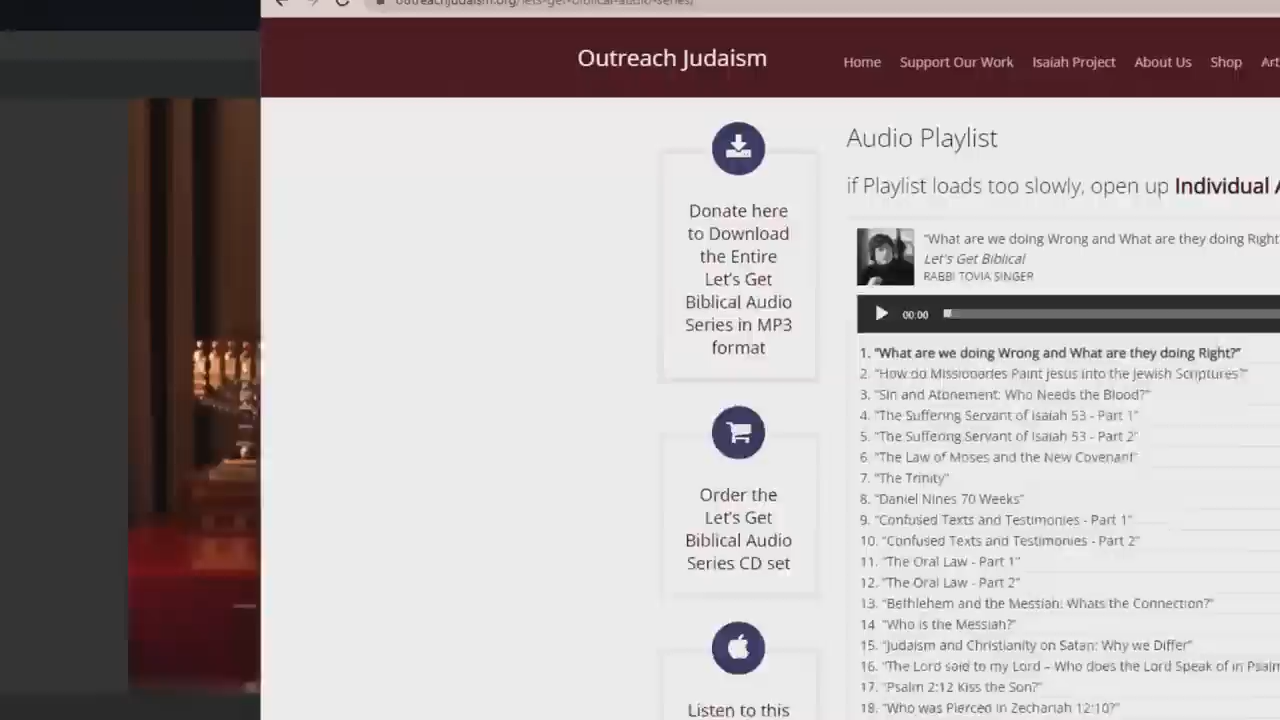 outreachjudaism.org/lets-get-biblical-audio-series/
Outreach Judaism
Home Support Our Work Isaiah Project About Us Shop Art
Donate here
to Download
the Entire
Let's Get
Biblical Audio
Series in MP3
format
Order the
Let's Get
Biblical Audio
Series CD set
Listen to this
Audio Playlist
if Playlist loads too slowly, open up Individual A
"What are we doing Wrong and What are they doing Right
Let's Get Biblical
RABBI TOVIA SINGER
00:00
1. "What are we doing Wrong and What are they doing Right?"
2. "How do Missionaries Paint Jesus into the Jewish Scriptures?"
3. "Sin and Atonement: Who Needs the Blood?"
4. "The Suffering Servant of Isaiah 53 - Part 1"
5. "The Suffering Servant of Isaiah 53 - Part 2"
6. "The Law of Moses and the New Covenant"
7. "The Trinity"
8. "Daniel Nines 70 Weeks"
9. "Confused Texts and Testimonies - Part 1"
10. "Confused Texts and Testimonies - Part 2"
11. "The Oral Law - Part 1"
12. "The Oral Law - Part 2"
13. "Bethlehem and the Messiah: Whats the Connection?"
14. "Who is the Messiah?"
15. "Judaism and Christianity on Satan: Why we Differ"
16. "The Lord said to my Lord – Who does the Lord Speak of in Psalm
17. "Psalm 2:12 Kiss the Son?"
18. "Who was Pierced in Zechariah 12:10?"